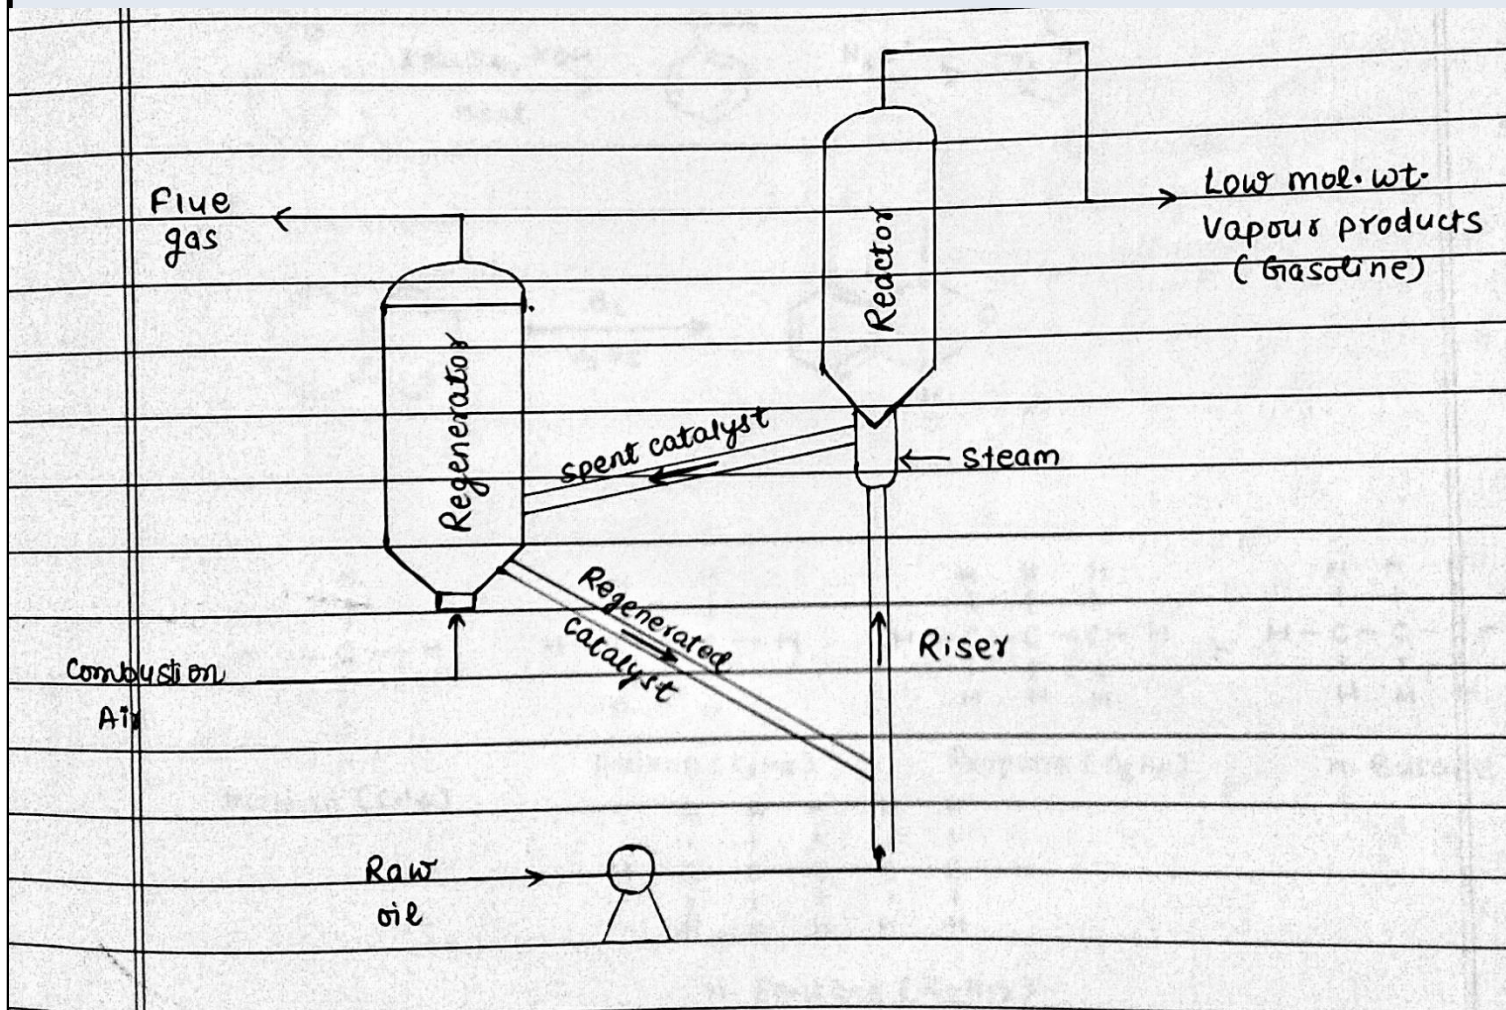 Flue
gas
Low mol. wt.
Vapour products
(Gasoline)
Reactor
Regenerator
spent catalyst
steam
Regenerated
catalyst
Riser
Combustion
Air
Raw
oil